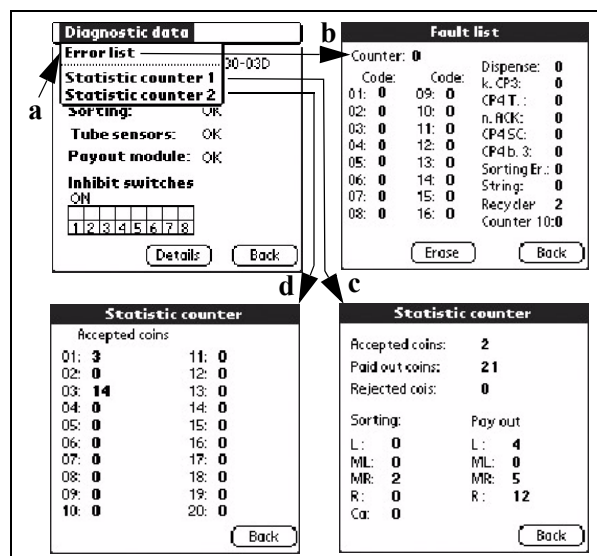 Diagnostic data
Error list
00-03D
Statistic counter 1
Statistic counter 2
Sorting: OK
Tube sensors: OK
Payout module: OK
Inhibit switches
ON
1 2 3 4 5 6 7 8
Details Back
a
b
Fault list
Counter: 0
Code: Code:
01: 0 09: 0
02: 0 10: 0
03: 0 11: 0
04: 0 12: 0
05: 0 13: 0
06: 0 14: 0
07: 0 15: 0
08: 0 16: 0
Dispense: 0
k. CP3: 0
CP4 T. : 0
n. ACK: 0
CP4 SC: 0
CP4 b. 3: 0
Sorting Er.: 0
String: 0
Recycler 2
Counter 10:0
Erase Back
d
c
Statistic counter
Accepted coins
01: 3 11: 0
02: 0 12: 0
03: 14 13: 0
04: 0 14: 0
05: 0 15: 0
06: 0 16: 0
07: 0 17: 0
08: 0 18: 0
09: 0 19: 0
10: 0 20: 0
Back
Statistic counter
Accepted coins: 2
Paid out coins: 21
Rejected cois: 0
Sorting: Pay out
L : 0 L : 4
ML: 0 ML: 0
MR: 2 MR: 5
R : 0 R : 12
Ca: 0
Back